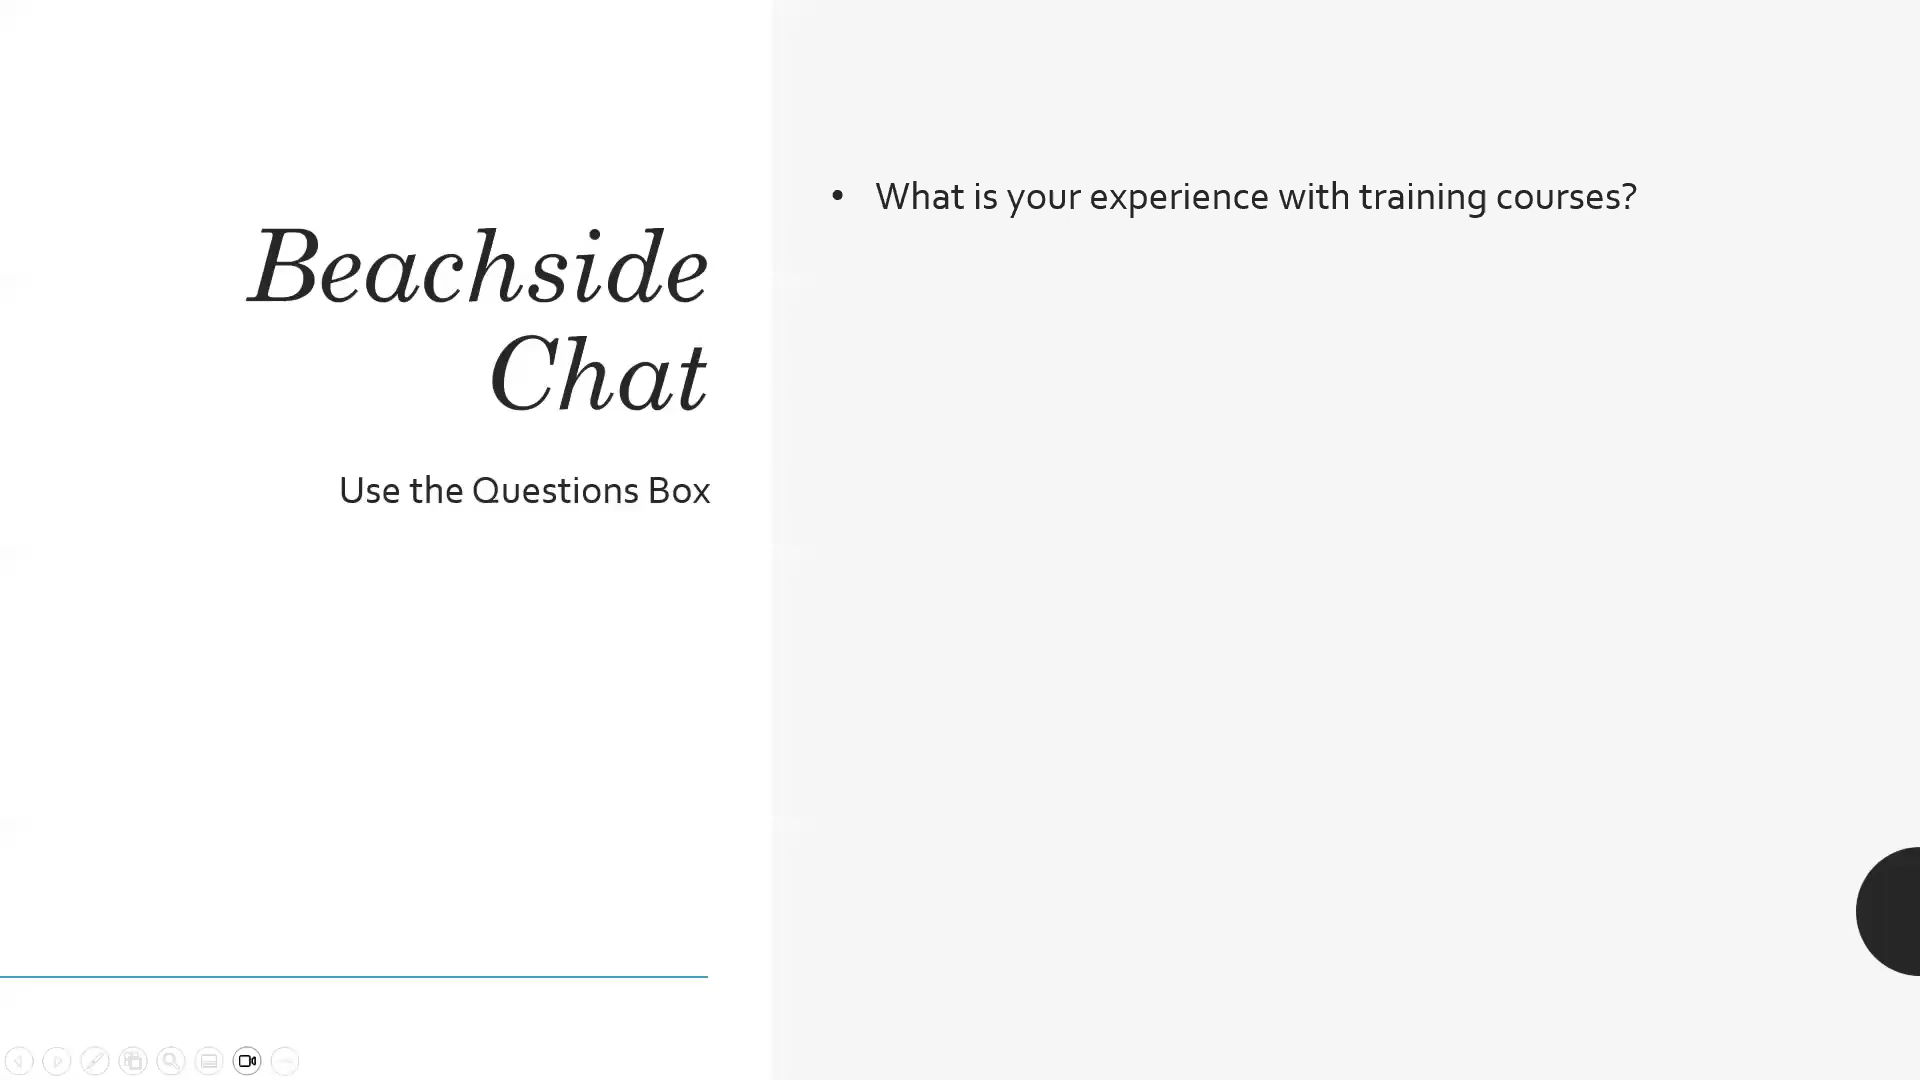 Beachside
Chat
Use the Questions Box
• What is your experience with training courses?